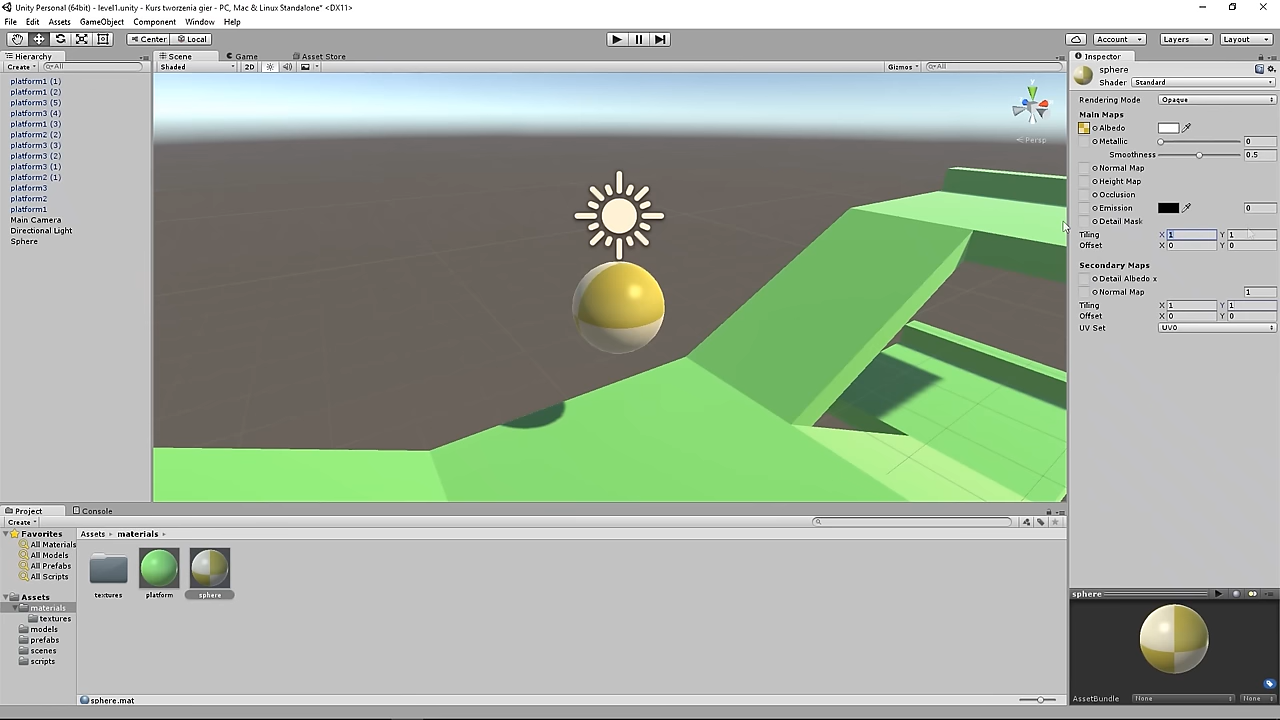 Unity Personal (64bit) - level1.unity - Kurs tworzenia gier - PC, Mac & Linux Standalone* <DX11>
File Edit Assets GameObject Component Window Help
Center Local Account Layers Layout
Hierarchy Scene Game Asset Store Inspector
Create All Shaded 2D Gizmos All
platform1 (1)
platform1 (2)
platform3 (5)
platform3 (4)
platform1 (3)
platform2 (2)
platform3 (3)
platform3 (2)
platform3 (1)
platform2 (1)
platform3
platform2
platform1
Main Camera
Directional Light
Sphere
y
Persp
sphere
Shader Standard
Rendering Mode Opaque
Main Maps
Albedo
Metallic 0
Smoothness 0.5
Normal Map
Height Map
Occlusion
Emission 0
Detail Mask
Tiling X 1 Y 1
Offset X 0 Y 0
Secondary Maps
Detail Albedo x
Normal Map 1
Tiling X 1 Y 1
Offset X 0 Y 0
UV Set UV0
Project Console
Create
Favorites
All Materials
All Models
All Prefabs
All Scripts
Assets
materials
textures
models
prefabs
scenes
scripts
Assets materials
textures platform sphere
sphere.mat
sphere
AssetBundle None None